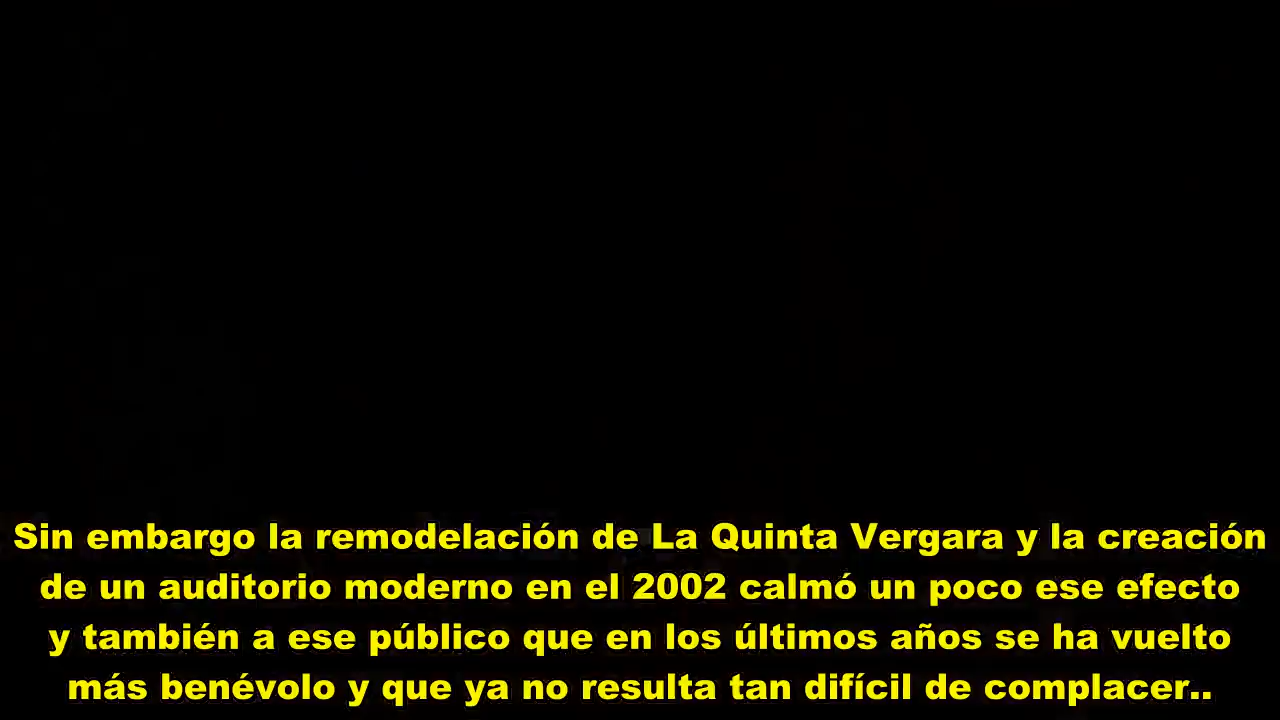 Sin embargo la remodelación de La Quinta Vergara y la creación
de un auditorio moderno en el 2002 calmó un poco ese efecto
y también a ese público que en los últimos años se ha vuelto
más benévolo y que ya no resulta tan difícil de complacer..